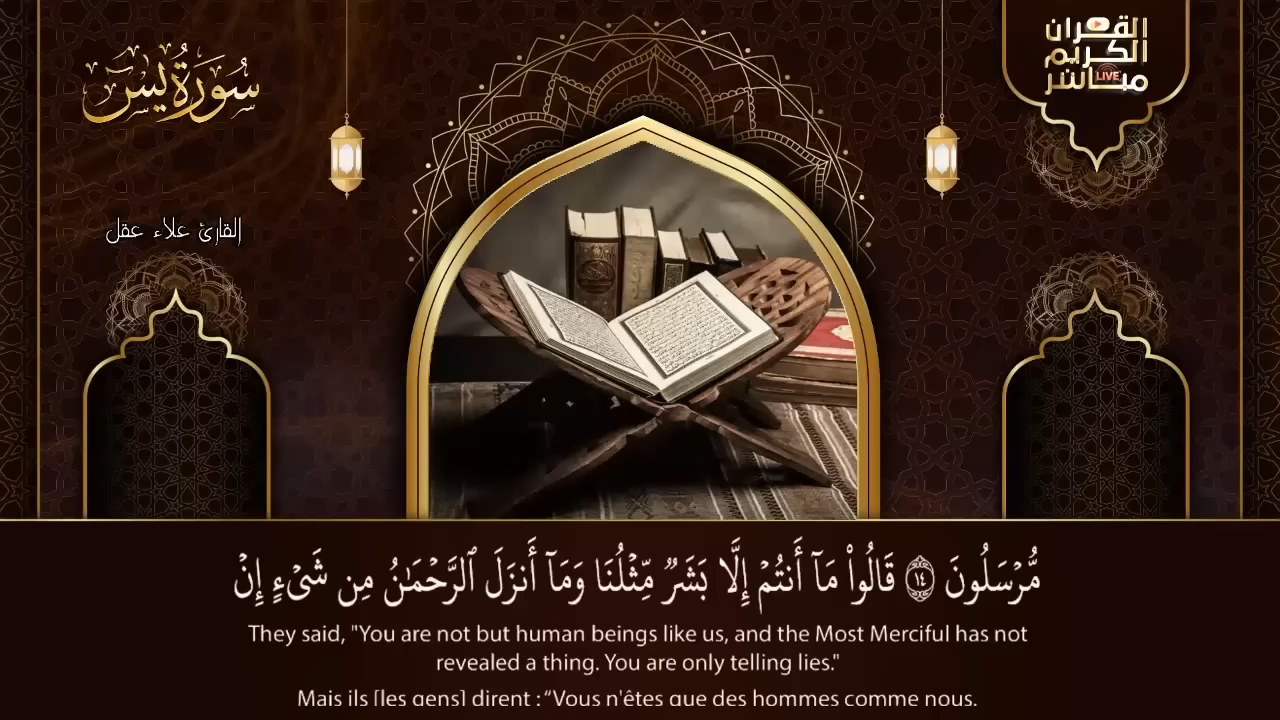 سُورَةُ يسٓ
القران
الكريم
مباشر
LIVE
القارئ علاء عقل
مُّرْسَلُونَ ١٤ قَالُوا۟ مَآ أَنتُمْ إِلَّا بَشَرٌ مِّثْلُنَا وَمَآ أَنزَلَ ٱلرَّحْمَـٰنُ مِن شَىْءٍ إِنْ
They said, "You are not but human beings like us, and the Most Merciful has not
revealed a thing. You are only telling lies."
Mais ils [les gens] dirent : “Vous n'êtes que des hommes comme nous.